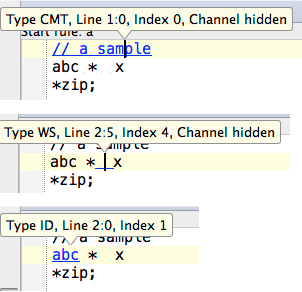 Type CMT, Line 1:0, Index 0, Channel hidden
Start rule: a
// a sample
abc *  x
*zip;
Type WS, Line 2:5, Index 4, Channel hidden
// a sample
abc *  x
*zip;
Type ID, Line 2:0, Index 1
// a sample
abc *  x
*zip;